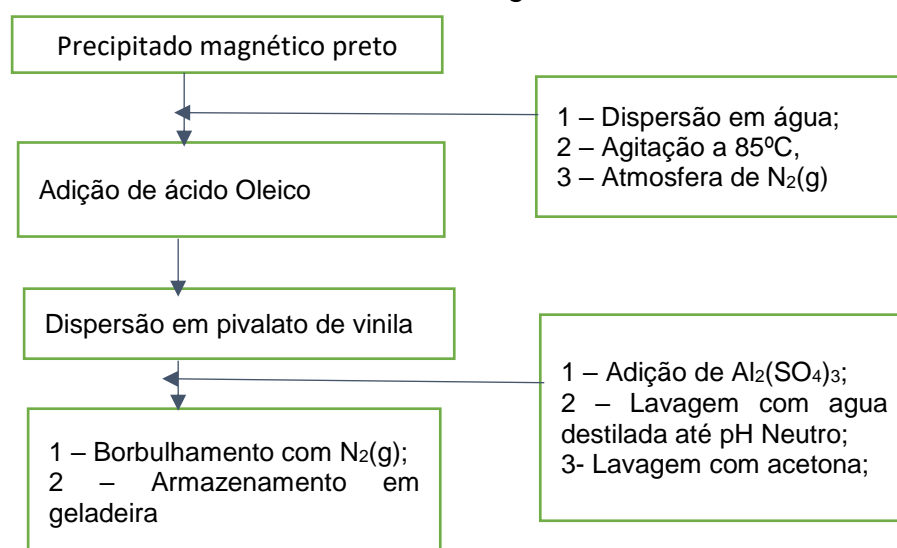 Precipitado magnético preto
1 – Dispersão em água;
2 – Agitação a 85ºC,
3 – Atmosfera de N₂(g)
Adição de ácido Oleico
Dispersão em pivalato de vinila
1 – Adição de Al₂(SO₄)₃;
2 – Lavagem com agua
destilada até pH Neutro;
3- Lavagem com acetona;
1 – Borbulhamento com N₂(g);
2 – Armazenamento em
geladeira